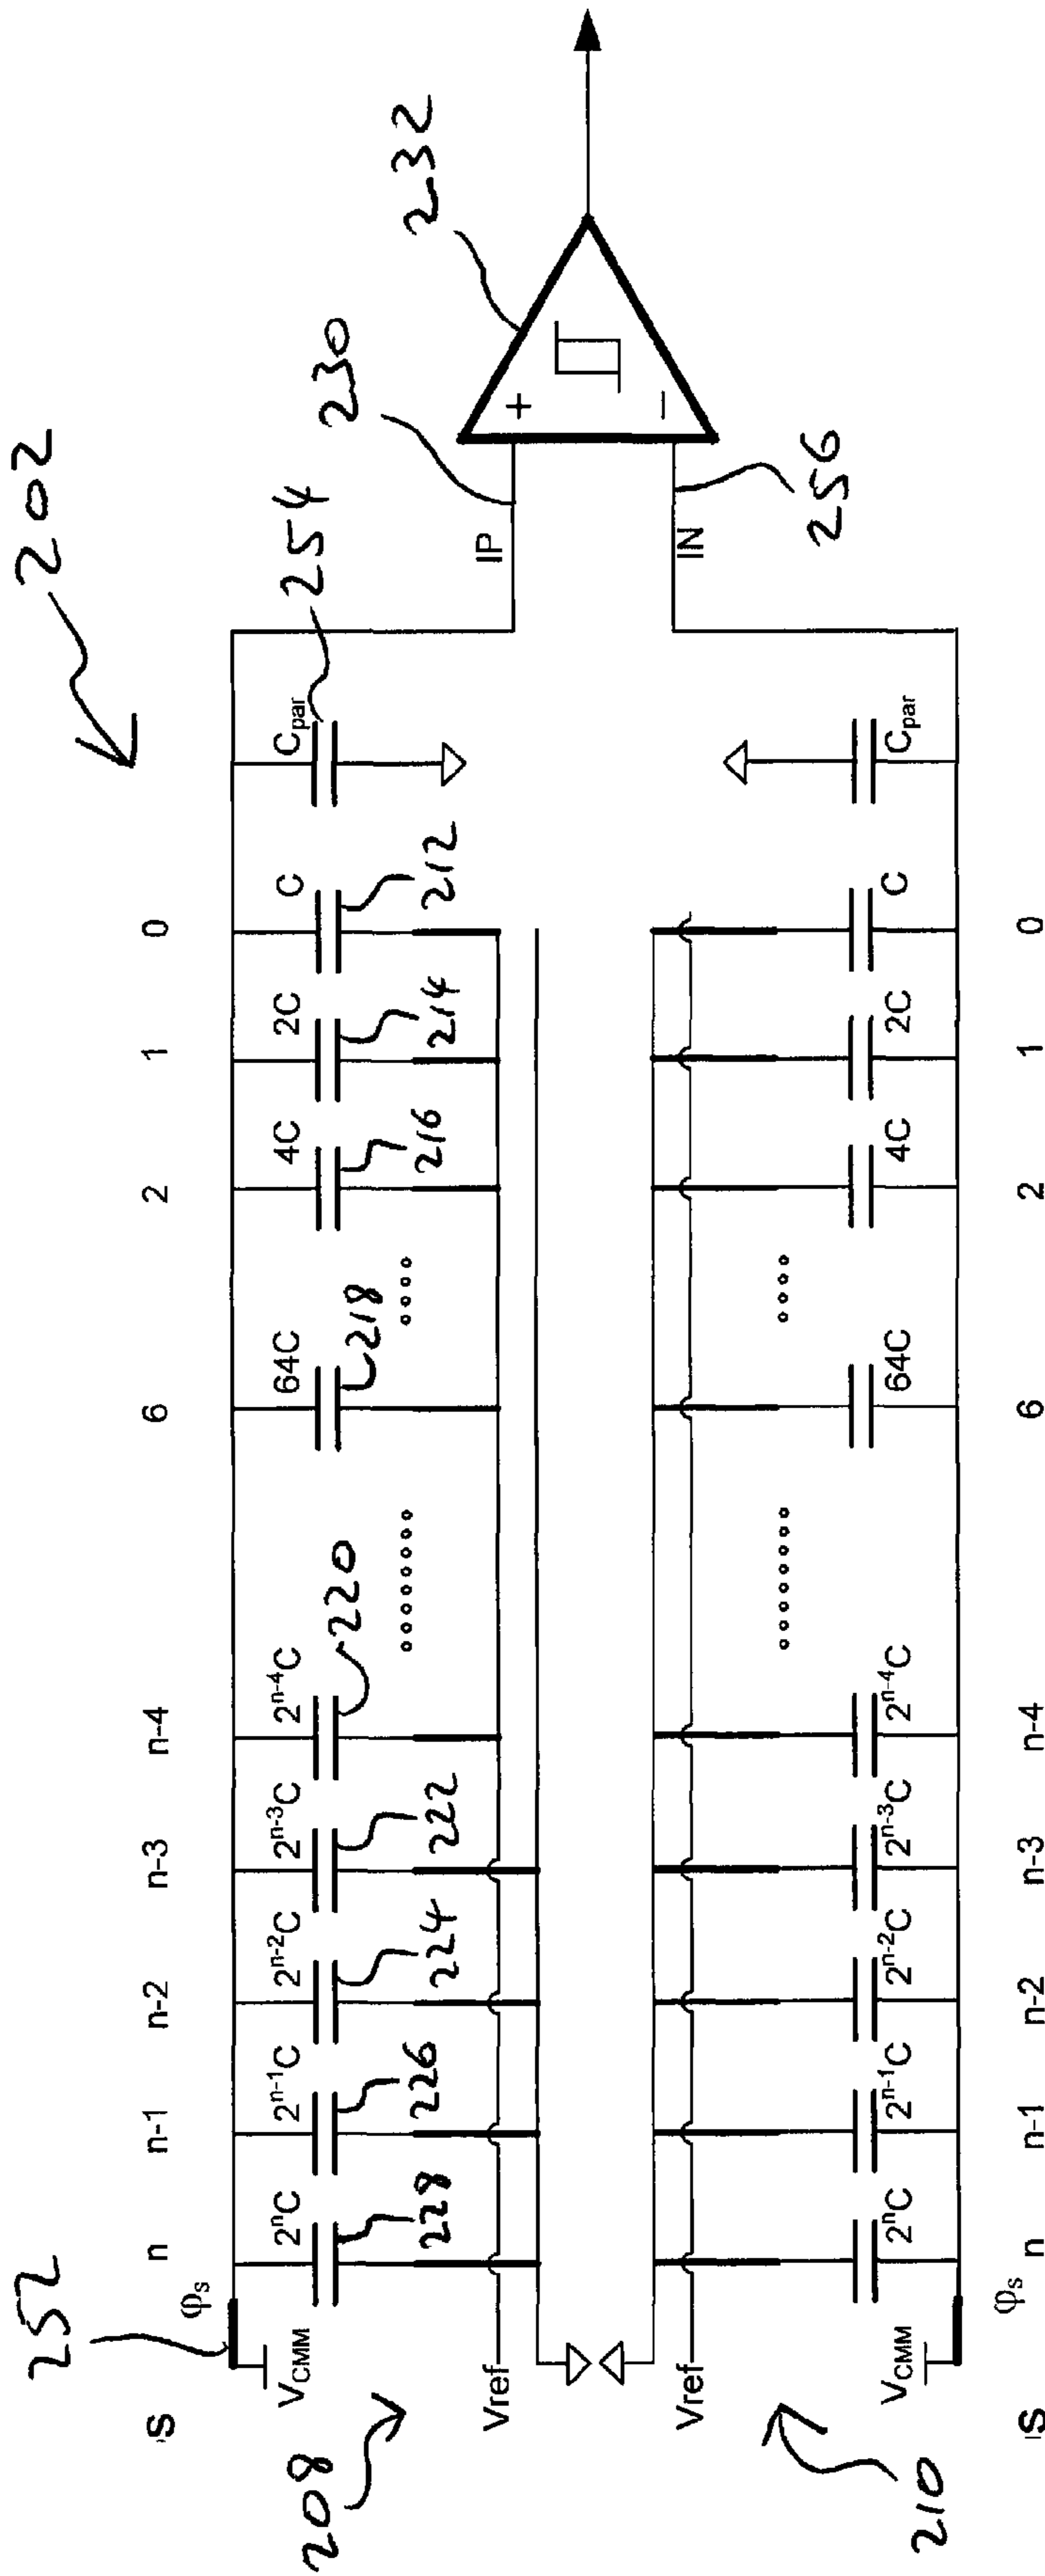 202
252
S φs n n-1 n-2 n-3 n-4 6 2 1 0
VCMM 2ⁿC 2ⁿ⁻¹C 2ⁿ⁻²C 2ⁿ⁻³C 2ⁿ⁻⁴C 64C 4C 2C C Cpar
254
228 226 224 222 220 218 216 214 212
208
Vref
IP
230
232
+
−
IN
256
Vref
210
VCMM 2ⁿC 2ⁿ⁻¹C 2ⁿ⁻²C 2ⁿ⁻³C 2ⁿ⁻⁴C 64C 4C 2C C Cpar
S φs n n-1 n-2 n-3 n-4 6 2 1 0